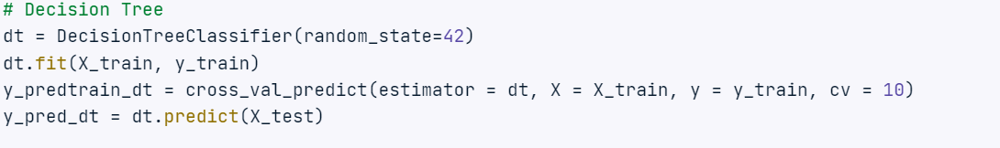 # Decision Tree
dt = DecisionTreeClassifier(random_state=42)
dt.fit(X_train, y_train)
y_predtrain_dt = cross_val_predict(estimator = dt, X = X_train, y = y_train, cv = 10)
y_pred_dt = dt.predict(X_test)